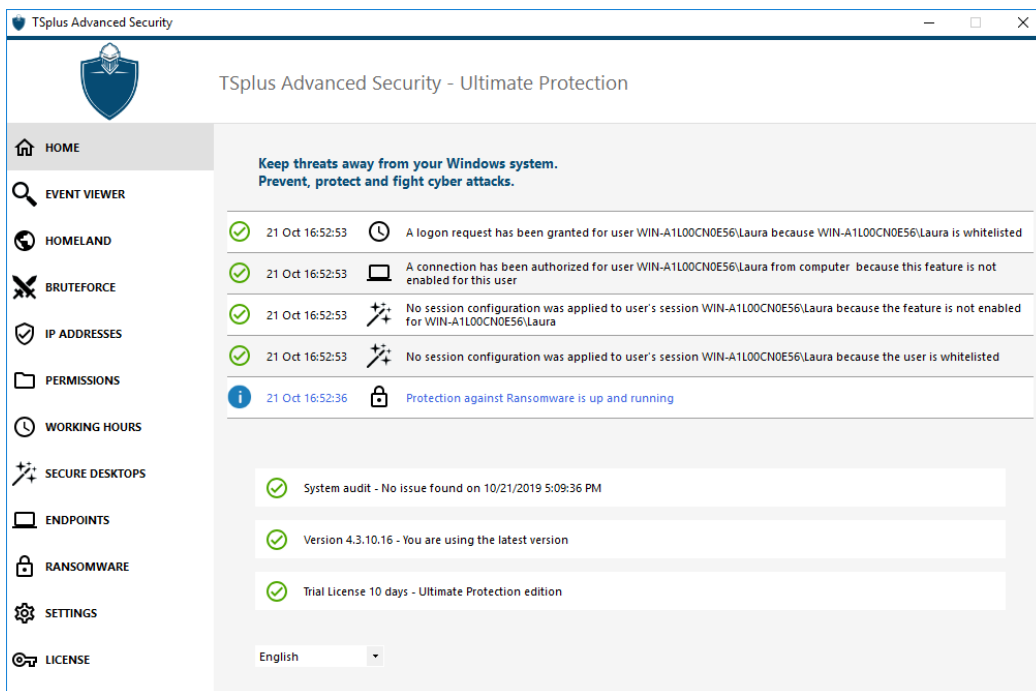 TSplus Advanced Security
TSplus Advanced Security - Ultimate Protection
HOME
EVENT VIEWER
HOMELAND
BRUTEFORCE
IP ADDRESSES
PERMISSIONS
WORKING HOURS
SECURE DESKTOPS
ENDPOINTS
RANSOMWARE
SETTINGS
LICENSE
Keep threats away from your Windows system.
Prevent, protect and fight cyber attacks.
21 Oct 16:52:53 A logon request has been granted for user WIN-A1L00CN0E56\Laura because WIN-A1L00CN0E56\Laura is whitelisted
21 Oct 16:52:53 A connection has been authorized for user WIN-A1L00CN0E56\Laura from computer because this feature is not
enabled for this user
21 Oct 16:52:53 No session configuration was applied to user's session WIN-A1L00CN0E56\Laura because the feature is not enabled
for WIN-A1L00CN0E56\Laura
21 Oct 16:52:53 No session configuration was applied to user's session WIN-A1L00CN0E56\Laura because the user is whitelisted
21 Oct 16:52:36 Protection against Ransomware is up and running
System audit - No issue found on 10/21/2019 5:09:36 PM
Version 4.3.10.16 - You are using the latest version
Trial License 10 days - Ultimate Protection edition
English